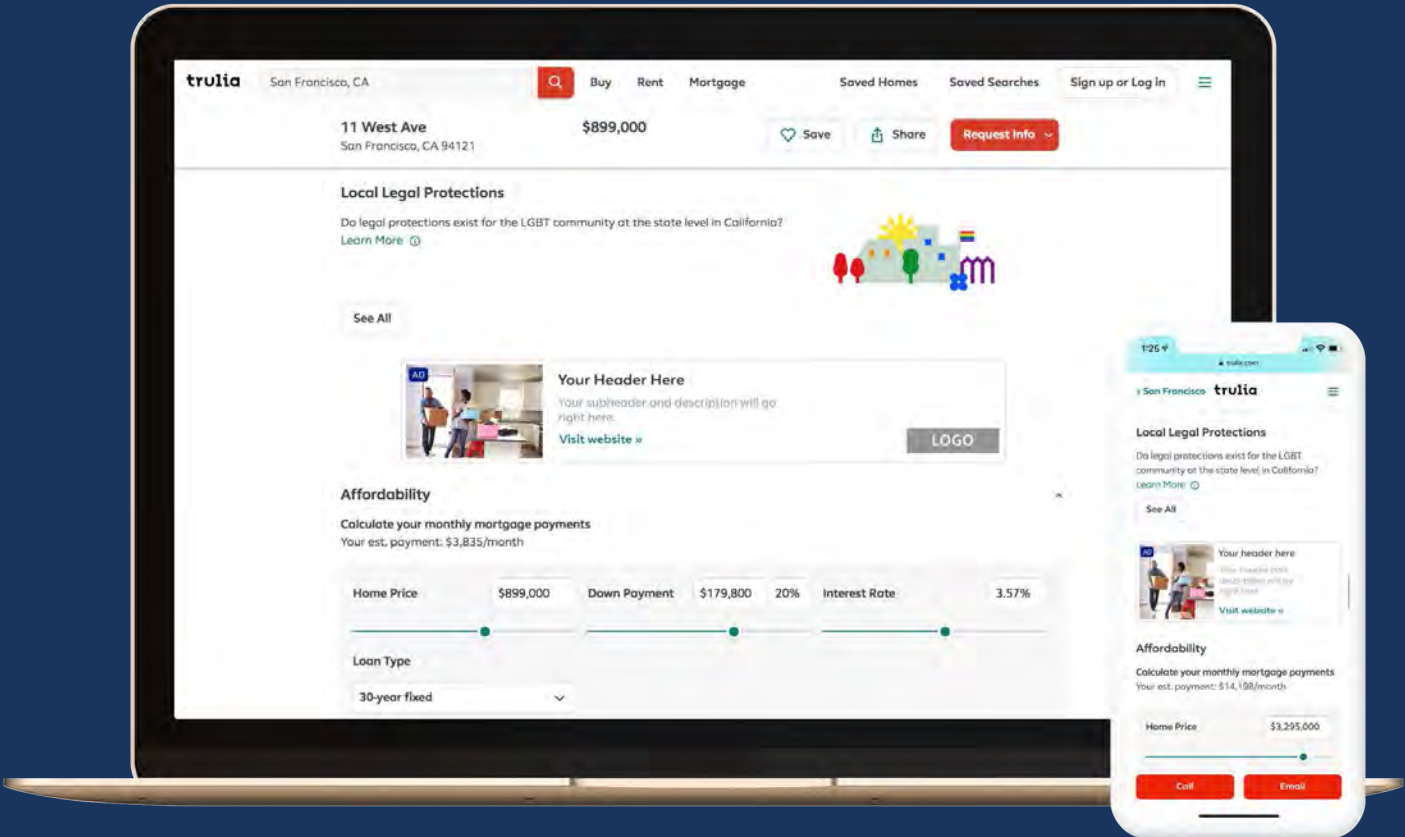 trulia San Francisco, CA Buy Rent Mortgage Saved Homes Saved Searches Sign up or Log in
11 West Ave $899,000 Save Share Request Info
San Francisco, CA 94121
Local Legal Protections
Do legal protections exist for the LGBT community at the state level in California?
Learn More
See All
AD
Your Header Here
Your subheader and description will go
right here.
Visit website »
LOGO
Affordability
Calculate your monthly mortgage payments
Your est. payment: $3,835/month
Home Price $899,000 Down Payment $179,800 20% Interest Rate 3.57%
Loan Type
30-year fixed
1:25
trulia.com
San Francisco trulia
Local Legal Protections
Do legal protections exist for the LGBT
community at the state level in California?
Learn More
See All
AD
Your header here
Visit website »
Affordability
Calculate your monthly mortgage payments
Your est. payment: $14,198/month
Home Price $3,295,000
Call Email